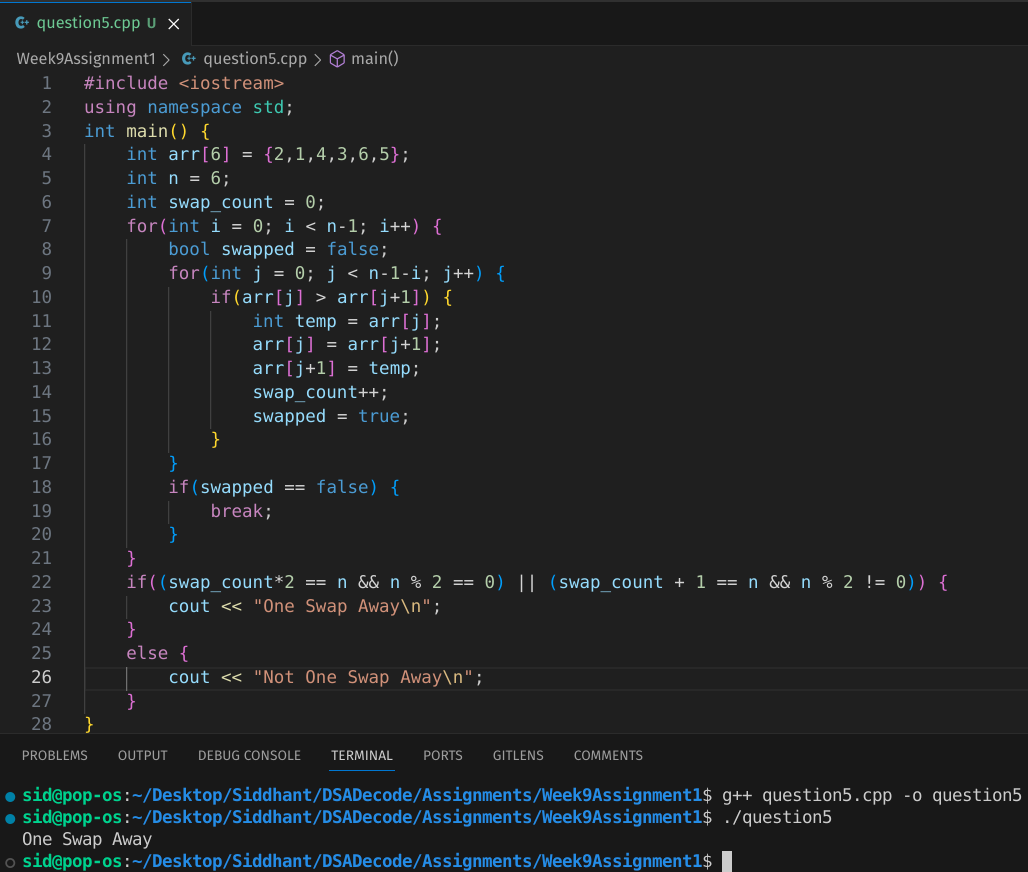 question5.cpp U
Week9Assignment1 > question5.cpp > main()
1 #include <iostream>
2 using namespace std;
3 int main() {
4     int arr[6] = {2,1,4,3,6,5};
5     int n = 6;
6     int swap_count = 0;
7     for(int i = 0; i < n-1; i++) {
8         bool swapped = false;
9         for(int j = 0; j < n-1-i; j++) {
10             if(arr[j] > arr[j+1]) {
11                 int temp = arr[j];
12                 arr[j] = arr[j+1];
13                 arr[j+1] = temp;
14                 swap_count++;
15                 swapped = true;
16             }
17         }
18         if(swapped == false) {
19             break;
20         }
21     }
22     if((swap_count*2 == n && n % 2 == 0) || (swap_count + 1 == n && n % 2 != 0)) {
23         cout << "One Swap Away\n";
24     }
25     else {
26         cout << "Not One Swap Away\n";
27     }
28 }
PROBLEMS OUTPUT DEBUG CONSOLE TERMINAL PORTS GITLENS COMMENTS
sid@pop-os:~/Desktop/Siddhant/DSADecode/Assignments/Week9Assignment1$ g++ question5.cpp -o question5
sid@pop-os:~/Desktop/Siddhant/DSADecode/Assignments/Week9Assignment1$ ./question5
One Swap Away
sid@pop-os:~/Desktop/Siddhant/DSADecode/Assignments/Week9Assignment1$